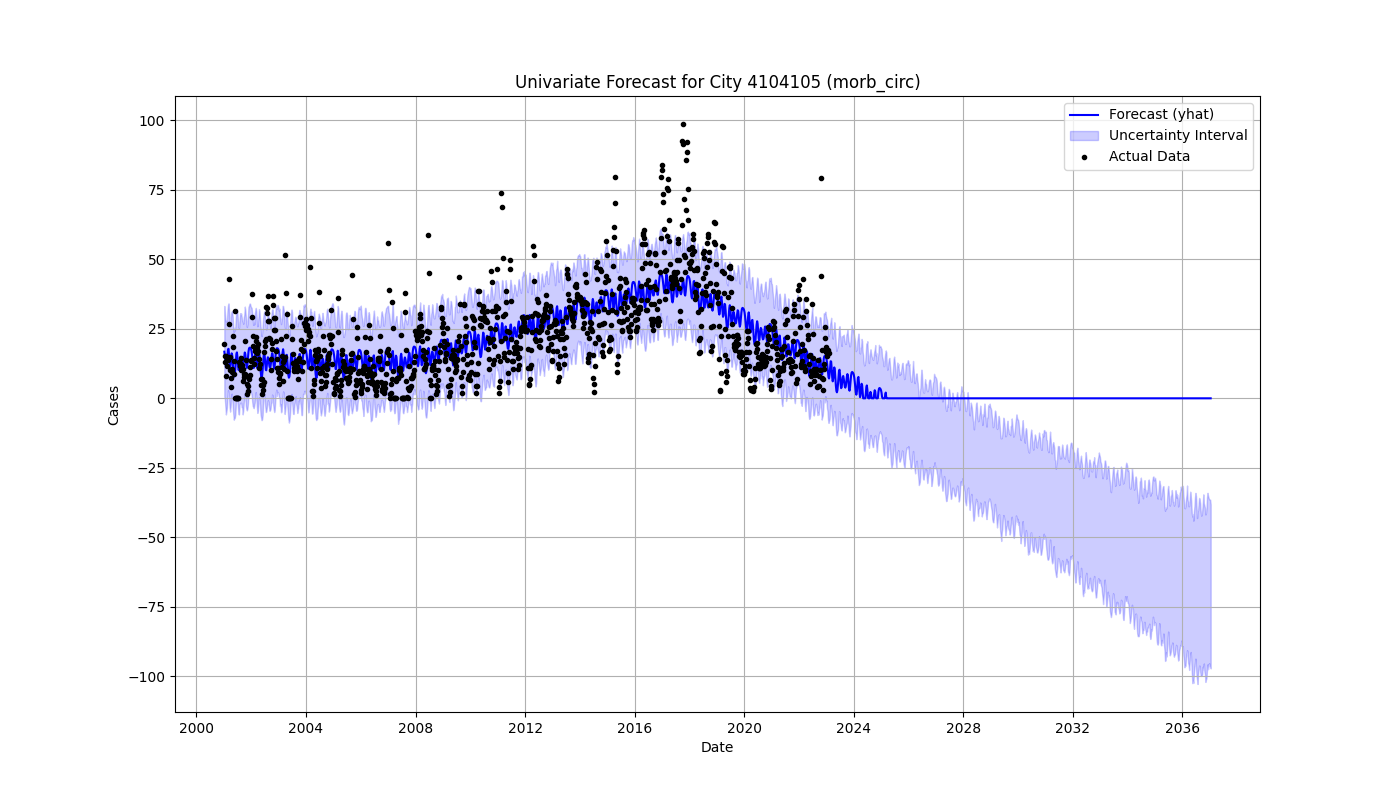 Univariate Forecast for City 4104105 (morb_circ)
Forecast (yhat)
Uncertainty Interval
Actual Data
Cases
100
75
50
25
0
−25
−50
−75
−100
2000 2004 2008 2012 2016 2020 2024 2028 2032 2036
Date